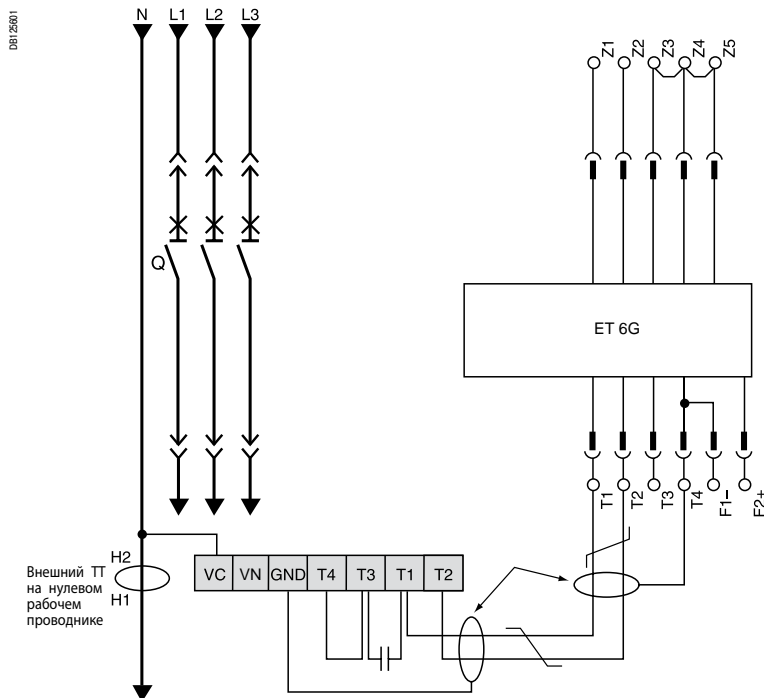 DB125601
N L1 L2 L3
Z1 Z2 Z3 Z4 Z5
Q
ET 6G
T1 T2 T3 T4 F1– F2+
H2
VC VN GND T4 T3 T1 T2
Внешний ТТ
на нулевом
рабочем
проводнике
H1